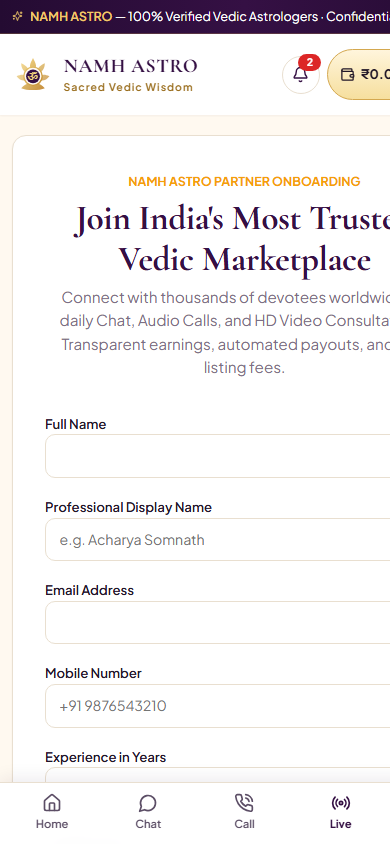 NAMH ASTRO — 100% Verified Vedic Astrologers · Confidenti
NAMH ASTRO
Sacred Vedic Wisdom
2
₹0.0
NAMH ASTRO PARTNER ONBOARDING
Join India's Most Truste
Vedic Marketplace
Connect with thousands of devotees worldwid
daily Chat, Audio Calls, and HD Video Consulta
Transparent earnings, automated payouts, and
listing fees.
Full Name
Professional Display Name
e.g. Acharya Somnath
Email Address
Mobile Number
+91 9876543210
Experience in Years
Home
Chat
Call
Live